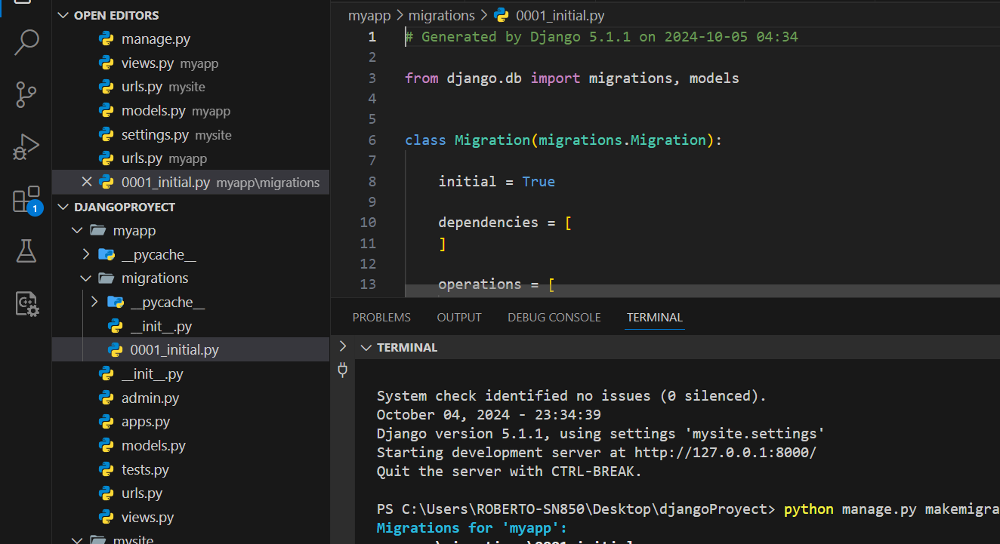 OPEN EDITORS
manage.py
views.py myapp
urls.py mysite
models.py myapp
settings.py mysite
urls.py myapp
0001_initial.py myapp\migrations
DJANGOPROYECT
myapp
__pycache__
migrations
__pycache__
__init__.py
0001_initial.py
__init__.py
admin.py
apps.py
models.py
tests.py
urls.py
views.py
mysite
1
myapp > migrations > 0001_initial.py
1 # Generated by Django 5.1.1 on 2024-10-05 04:34
2
3 from django.db import migrations, models
4
5
6 class Migration(migrations.Migration):
7
8 initial = True
9
10 dependencies = [
11 ]
12
13 operations = [
PROBLEMS OUTPUT DEBUG CONSOLE TERMINAL
TERMINAL
System check identified no issues (0 silenced).
October 04, 2024 - 23:34:39
Django version 5.1.1, using settings 'mysite.settings'
Starting development server at http://127.0.0.1:8000/
Quit the server with CTRL-BREAK.
PS C:\Users\ROBERTO-SN850\Desktop\djangoProyect> python manage.py makemigra
Migrations for 'myapp':